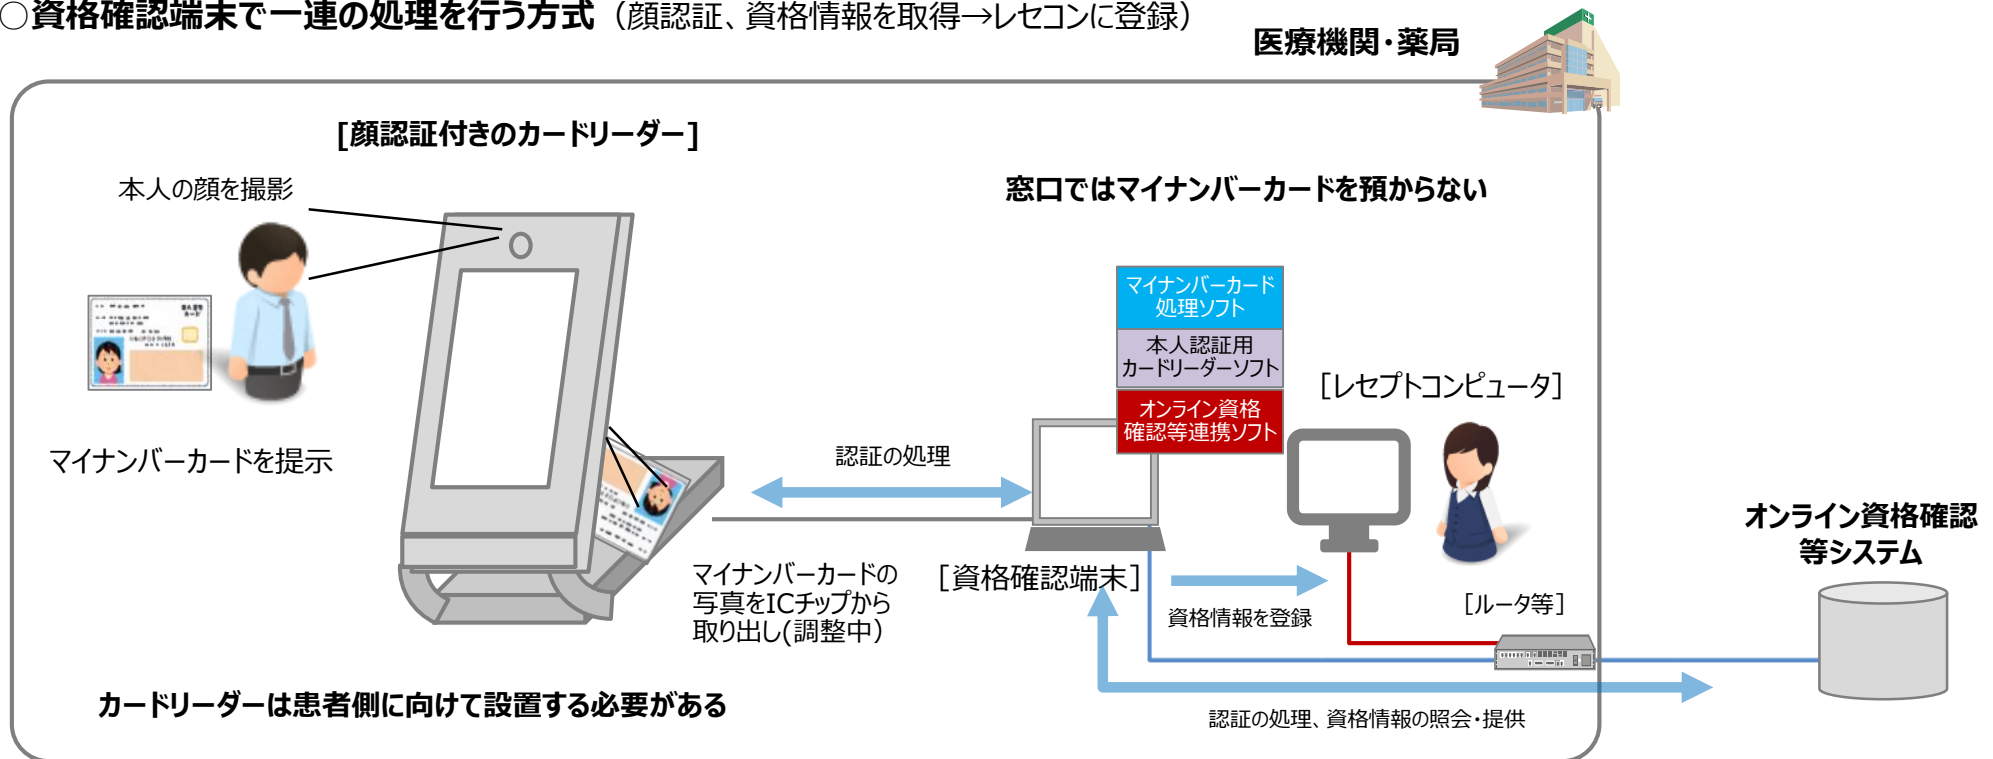 ○資格確認端末で一連の処理を行う方式（顔認証、資格情報を取得→レセコンに登録）
医療機関・薬局
[顔認証付きのカードリーダー]
本人の顔を撮影
窓口ではマイナンバーカードを預からない
マイナンバーカード
処理ソフト
本人認証用
カードリーダーソフト
オンライン資格
確認等連携ソフト
［レセプトコンピュータ］
マイナンバーカードを提示
認証の処理
オンライン資格確認
等システム
マイナンバーカードの
写真をICチップから
取り出し(調整中）
［資格確認端末］
資格情報を登録
［ルータ等］
カードリーダーは患者側に向けて設置する必要がある
認証の処理、資格情報の照会・提供